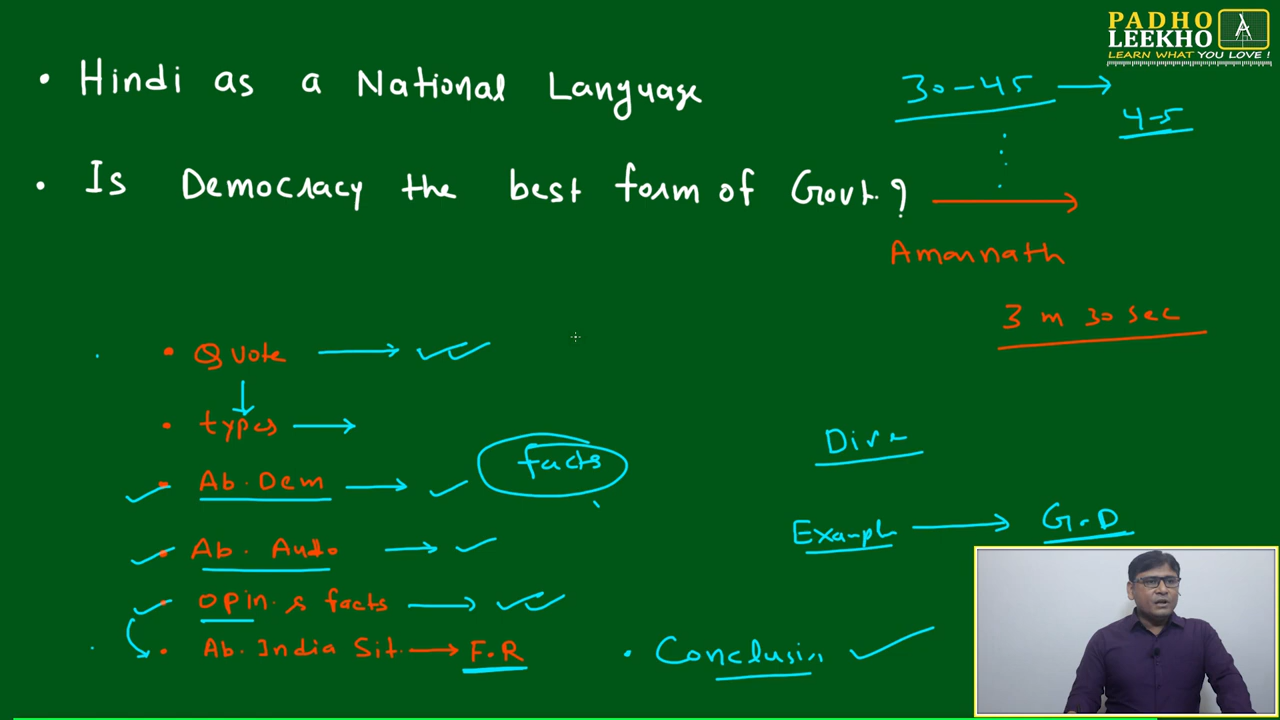 PADHO
LEEKHO
LEARN WHAT YOU LOVE !
• Hindi as a National Language
30-45 →
4-5
• Is Democracy the best form of Govt.? →
Amarnath
3 m 30 sec
• Quote →
• types →
• Ab. Dem →
facts
• Ab. Auto →
• opin. & facts →
• Ab. India Sit. → F.R
Example → G.D
• Conclusion